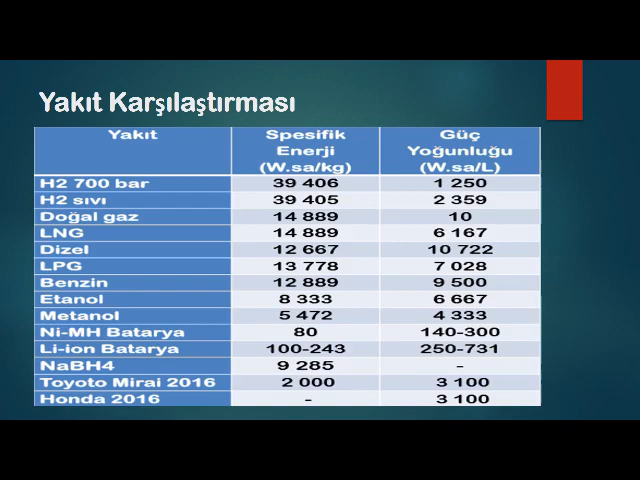 Yakıt Karşılaştırması
Yakıt Spesifik Enerji (W.sa/kg) Güç Yoğunluğu (W.sa/L)
H2 700 bar 39 406 1 250
H2 sıvı 39 405 2 359
Doğal gaz 14 889 10
LNG 14 889 6 167
Dizel 12 667 10 722
LPG 13 778 7 028
Benzin 12 889 9 500
Etanol 8 333 6 667
Metanol 5 472 4 333
Ni-MH Batarya 80 140-300
Li-ion Batarya 100-243 250-731
NaBH4 9 285 -
Toyoto Mirai 2016 2 000 3 100
Honda 2016 - 3 100